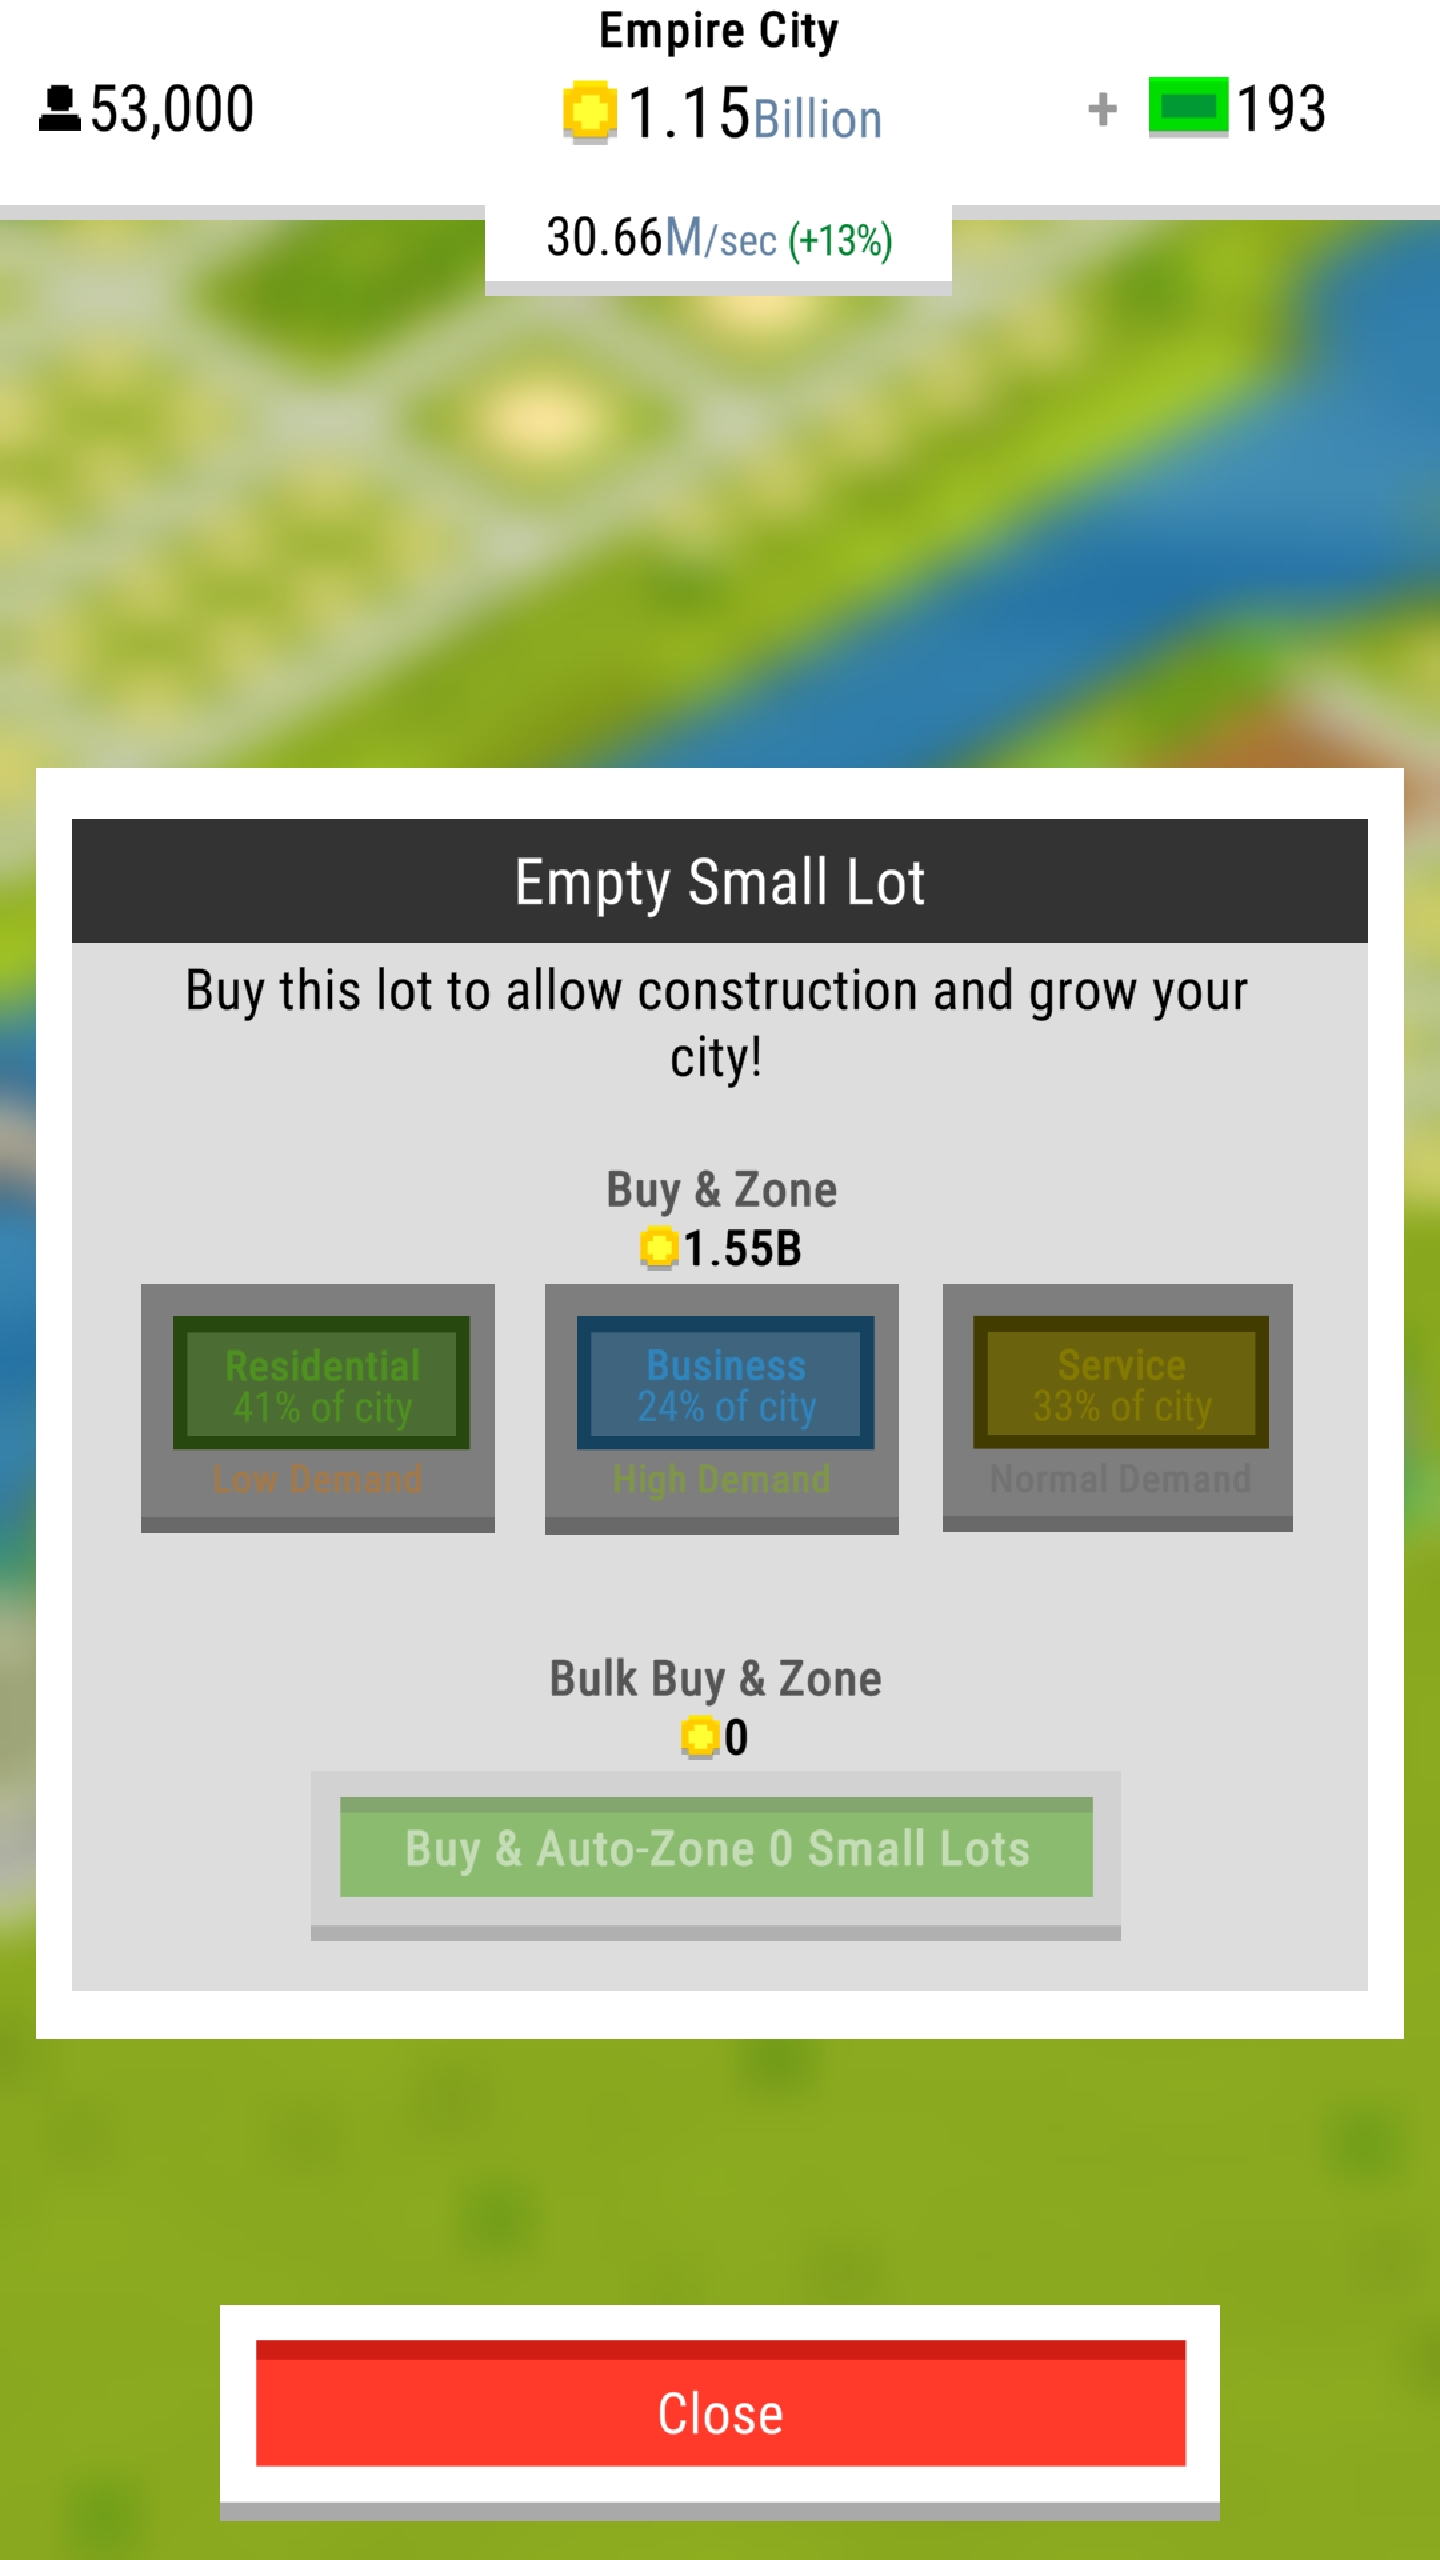 Empire City
53,000
1.15Billion
+ 193
30.66M/sec (+13%)
Empty Small Lot
Buy this lot to allow construction and grow your
city!
Buy & Zone
1.55B
Residential
41% of city
Low Demand
Business
24% of city
High Demand
Service
33% of city
Normal Demand
Bulk Buy & Zone
0
Buy & Auto-Zone 0 Small Lots
Close